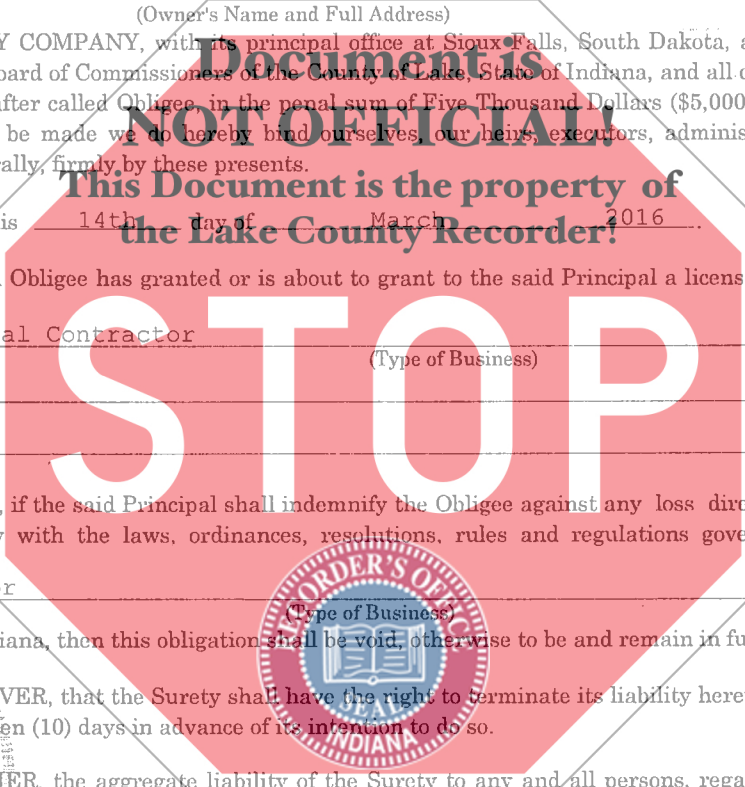 (Owner's Name and Full Address)
Y COMPANY, with its principal office at Sioux Falls, South Dakota, a
Document is
oard of Commissioners of the County of Lake, State of Indiana, and all o
fter called Obligee, in the penal sum of Five Thousand Dollars ($5,000
NOT OFFICIAL!
be made we do hereby bind ourselves, our heirs, executors, adminis
rally, firmly by these presents.
This Document is the property of
is 14th day of March, 2016.
the Lake County Recorder!
Obligee has granted or is about to grant to the said Principal a licens
al Contractor
(Type of Business)
STOP
, if the said Principal shall indemnify the Obligee against any loss dire
y with the laws, ordinances, resolutions, rules and regulations gove
or
RECORDER'S OFFICE
(Type of Business)
iana, then this obligation shall be void, otherwise to be and remain in fu
VER, that the Surety shall have the right to terminate its liability here
SEAL
en (10) days in advance of its intention to do so.
INDIANA
HER, the aggregate liability of the Surety to any and all persons, rega